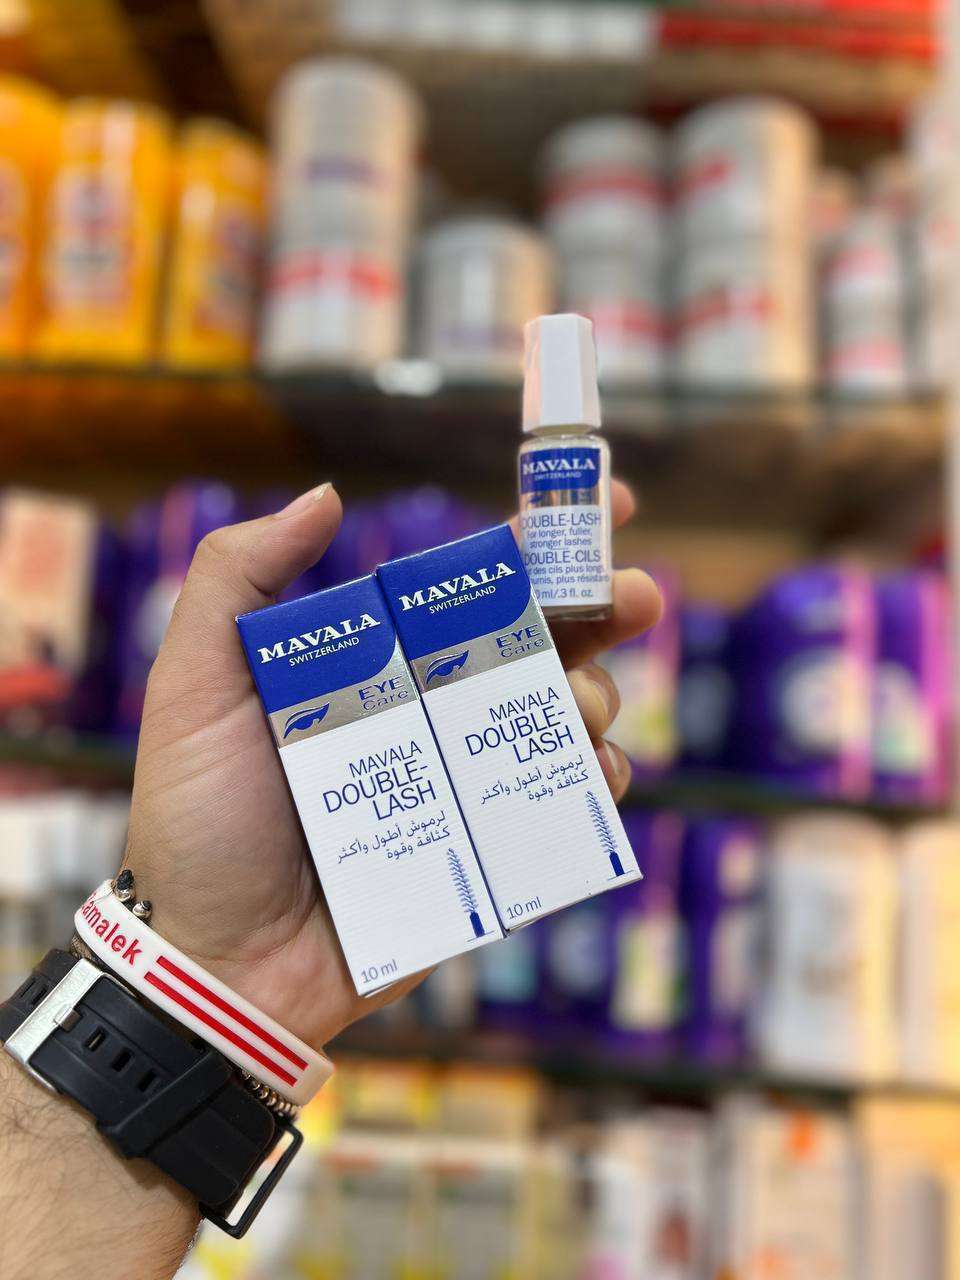 MAVALA
SWITZERLAND
DOUBLE-LASH
For longer, fuller,
stronger lashes
DOUBLE-CILS
des cils plus longs,
plus résistants
ml/.3 fl. oz.
MAVALA
SWITZERLAND
EYE
Care
MAVALA
DOUBLE-
LASH
لرموش أطول وأكثر
كثافة وقوة
10 ml
MAVALA
SWITZERLAND
EYE
Care
MAVALA
DOUBLE-
LASH
لرموش أطول وأكثر
كثافة وقوة
10 ml
amalek